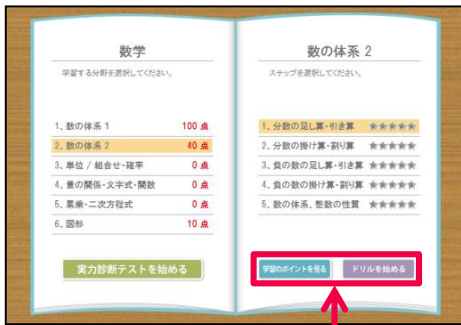 数学
学習する分野を選択してください。
1、数の体系 1 100 点
2、数の体系 2 40 点
3、単位 / 組合せ・確率 0 点
4、量の関係・文字式・関数 0 点
5、累乗・二次方程式 0 点
6、図形 10 点
実力診断テストを始める
数の体系 2
ステップを選択してください。
1、分数の足し算・引き算 ★★★★★
2、分数の掛け算・割り算 ★★★★★
3、負の数の足し算・引き算 ★★★★★
4、負の数の掛け算・割り算 ★★★★★
5、数の体系、整数の性質 ★★★★★
学習のポイントを見る
ドリルを始める